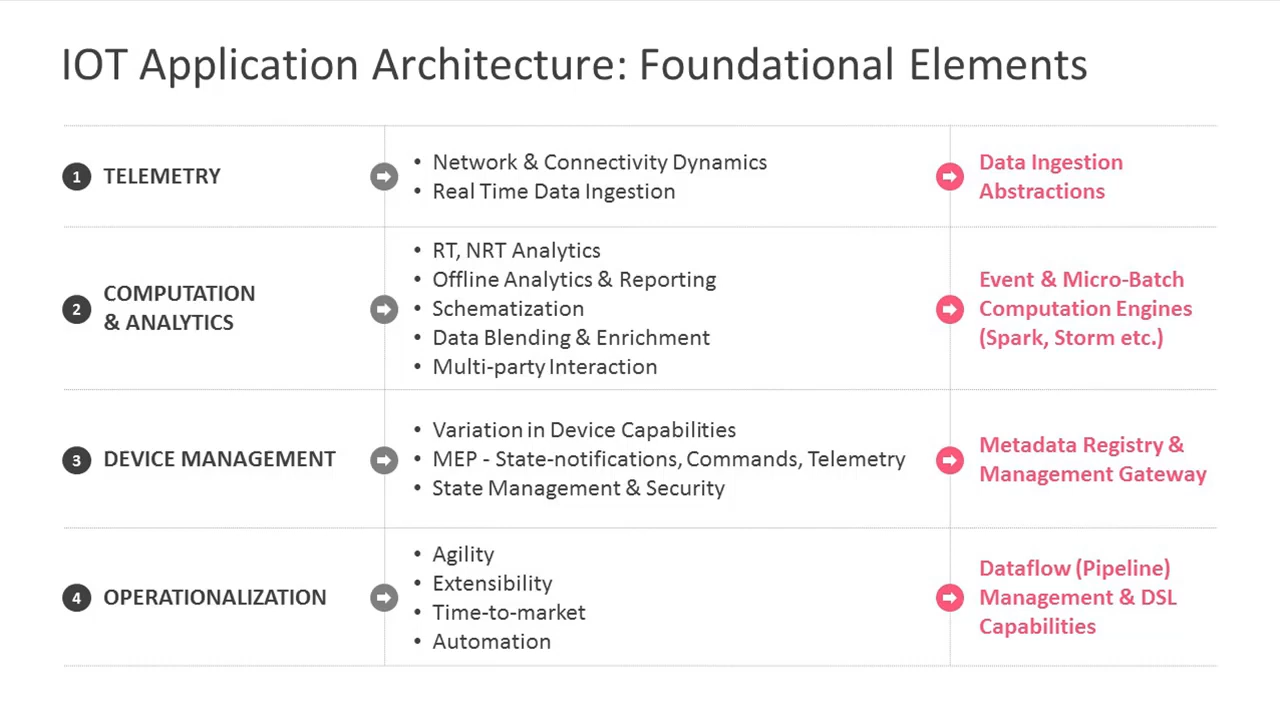 IOT Application Architecture: Foundational Elements
1 TELEMETRY
• Network & Connectivity Dynamics
• Real Time Data Ingestion
Data Ingestion
Abstractions
2 COMPUTATION
& ANALYTICS
• RT, NRT Analytics
• Offline Analytics & Reporting
• Schematization
• Data Blending & Enrichment
• Multi-party Interaction
Event & Micro-Batch
Computation Engines
(Spark, Storm etc.)
3 DEVICE MANAGEMENT
• Variation in Device Capabilities
• MEP - State-notifications, Commands, Telemetry
• State Management & Security
Metadata Registry &
Management Gateway
4 OPERATIONALIZATION
• Agility
• Extensibility
• Time-to-market
• Automation
Dataflow (Pipeline)
Management & DSL
Capabilities